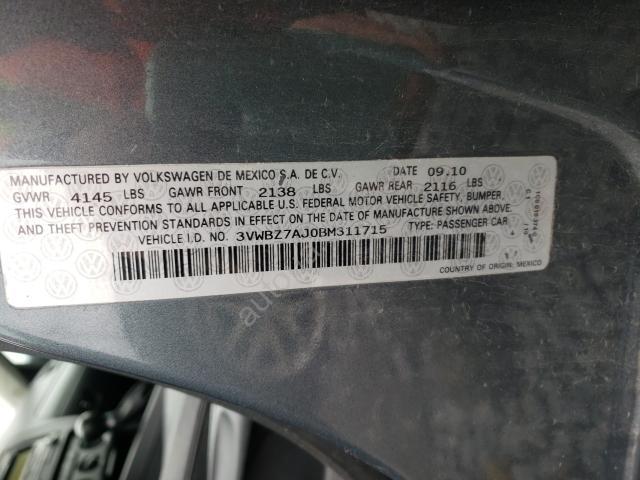 MANUFACTURED BY VOLKSWAGEN DE MEXICO S.A. DE C.V. DATE 09.10
GVWR 4145 LBS GAWR FRONT 2138 LBS GAWR REAR 2116 LBS
THIS VEHICLE CONFORMS TO ALL APPLICABLE U.S. FEDERAL MOTOR VEHICLE SAFETY, BUMPER,
AND THEFT PREVENTION STANDARDS IN EFFECT ON THE DATE OF MANUFACTURE SHOWN ABOVE.
VEHICLE I.D. NO. 3VWBZ7AJ0BM311715 TYPE: PASSENGER CAR
COUNTRY OF ORIGIN: MEXICO